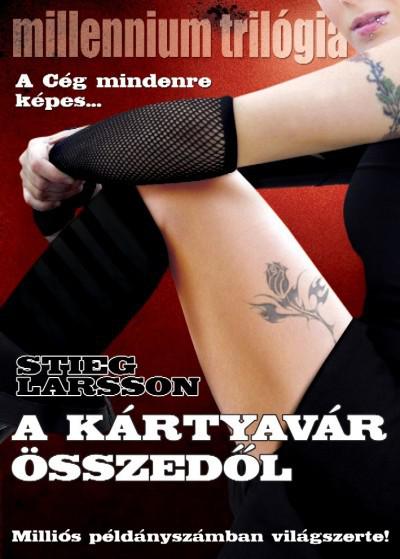 millennium trilógia
A Cég mindenre
képes...
STIEG
LARSSON
A KÁRTYAVÁR
ÖSSZEDŐL
Milliós példányszámban világszerte!